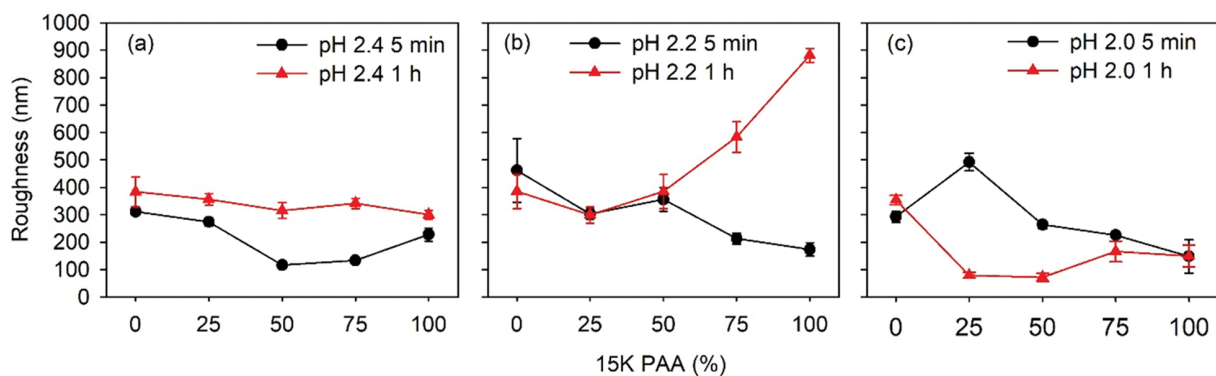 Roughness (nm)
1000
900
800
700
600
500
400
300
200
100
0
(a)
pH 2.4 5 min
pH 2.4 1 h
0 25 50 75 100
(b)
pH 2.2 5 min
pH 2.2 1 h
0 25 50 75 100
(c)
pH 2.0 5 min
pH 2.0 1 h
0 25 50 75 100
15K PAA (%)